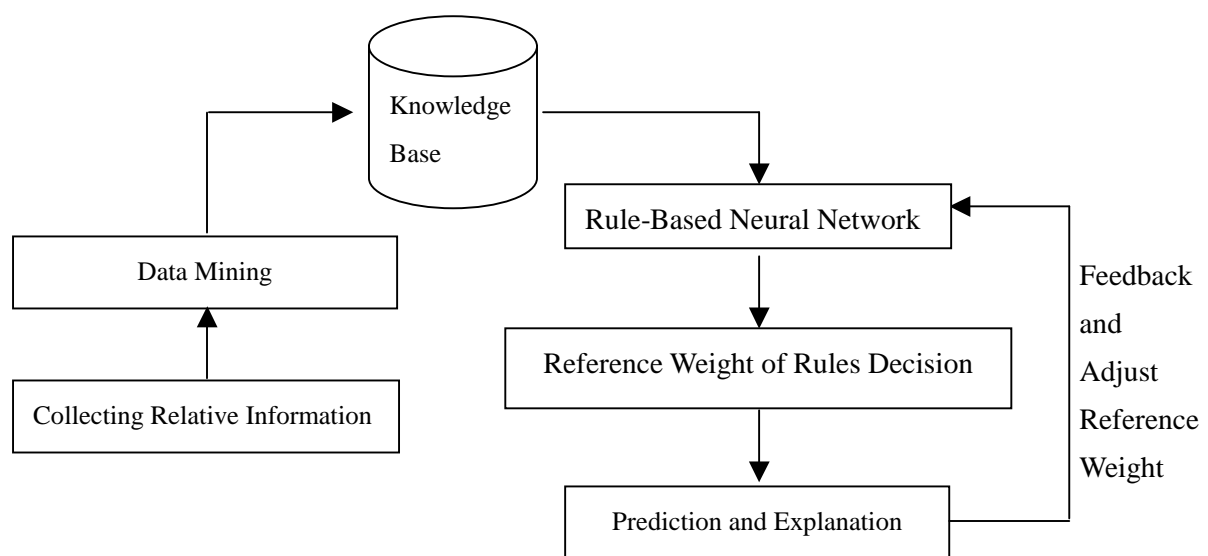 Knowledge
Base
Rule-Based Neural Network
Data Mining
Feedback
and
Adjust
Reference
Weight
Reference Weight of Rules Decision
Collecting Relative Information
Prediction and Explanation